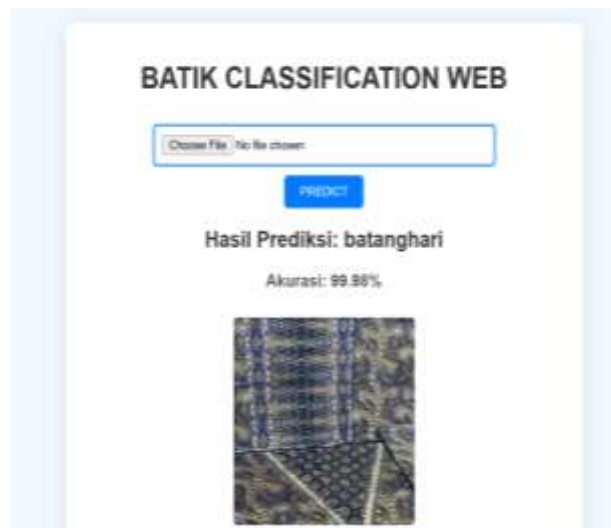 BATIK CLASSIFICATION WEB
Choose File No file chosen
PREDICT
Hasil Prediksi: batanghari
Akurasi: 99.98%